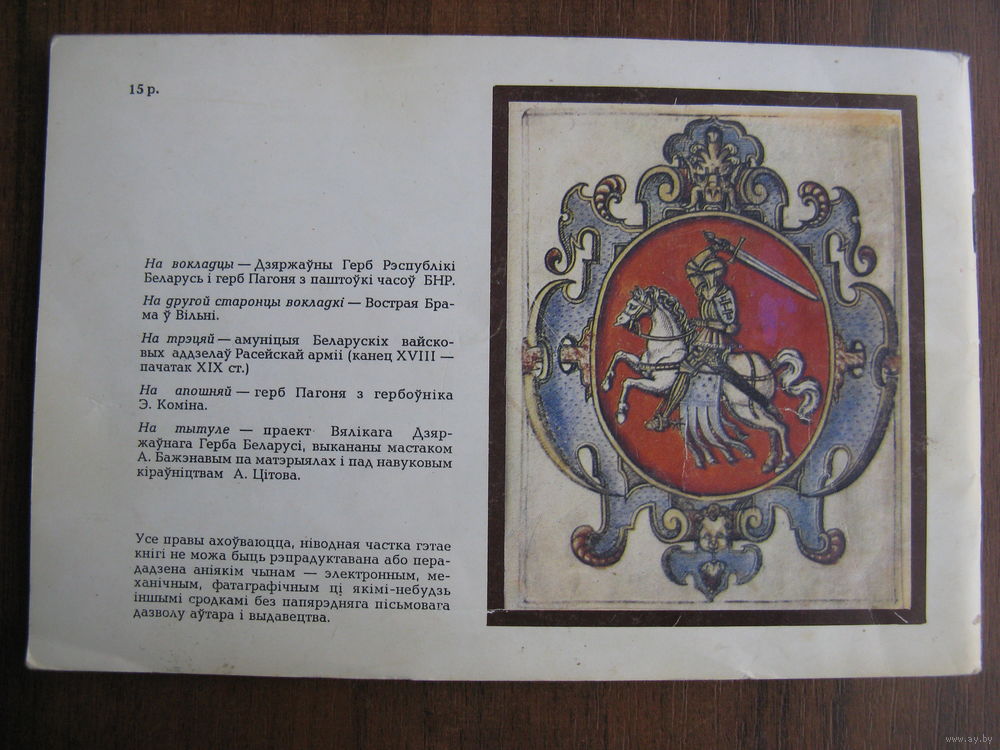 15 р.
На вокладцы — Дзяржаўны Герб Рэспублікі
Беларусь і герб Пагоня з паштоўкі часоў БНР.
На другой старонцы вокладкі — Вострая Бра-
ма ў Вільні.
На трэцяй — амуніцыя Беларускіх вайско-
вых аддзелаў Расейскай арміі (канец XVIII —
пачатак XIX ст.)
На апошняй — герб Пагоня з гербоўніка
Э. Коміна.
На тытуле — праект Вялікага Дзяр-
жаўнага Герба Беларусі, выкананы мастаком
А. Бажэнавым па матэрыялах і пад навуковым
кіраўніцтвам А. Цітова.
Усе правы ахоўваюцца, ніводная частка гэтае
кнігі не можа быць рэпрадуктавана або пера-
дадзена аніякім чынам — электронным, ме-
ханічным, фатаграфічным ці якімі-небудзь
іншымі сродкамі без папярэдняга пісьмовага
дазволу аўтара і выдавецтва.
www.ay.by